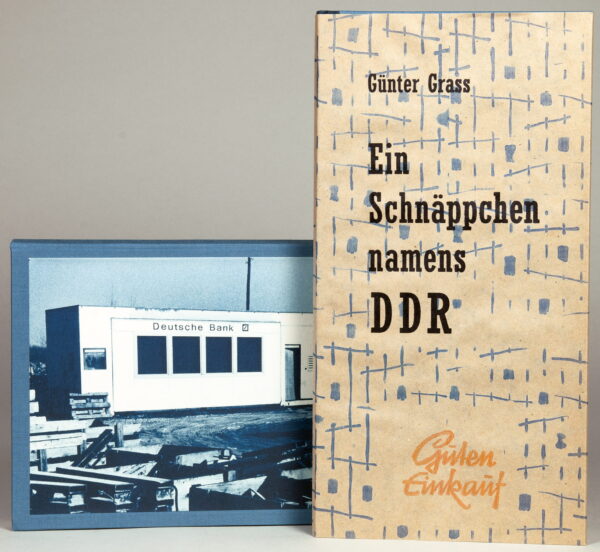 Deutsche Bank
Günter Grass
Ein
Schnäppchen
namens
DDR
Guten
Einkauf